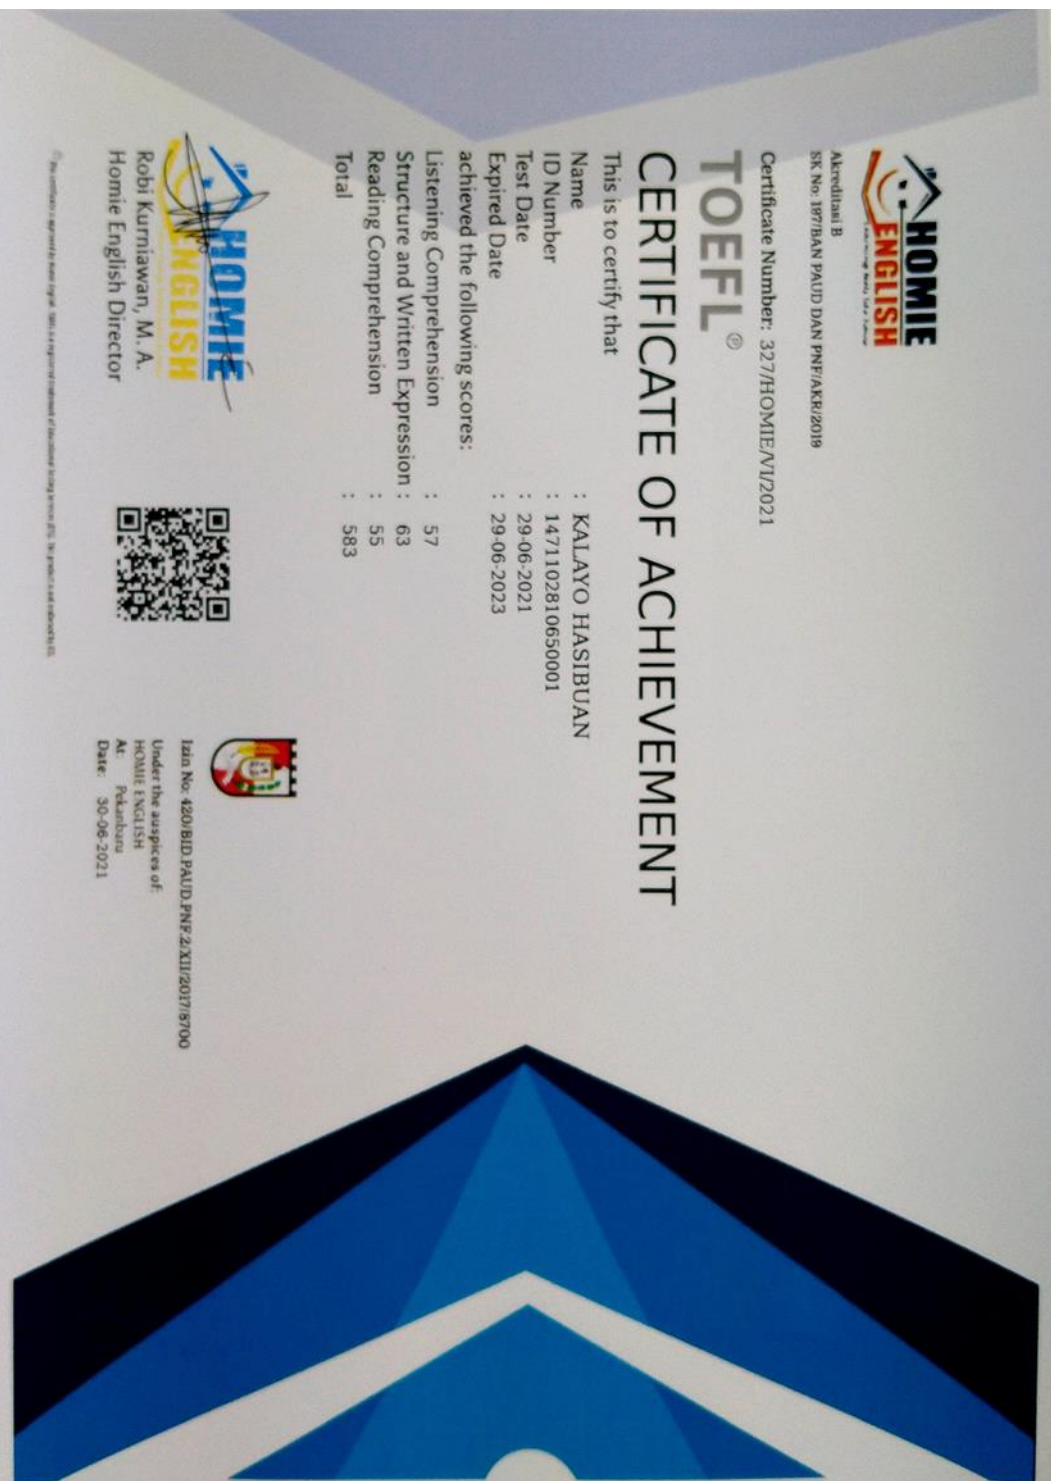 HOMIE
ENGLISH
Akreditasi B
SK No: 197/BAN PAUD DAN PNF/AKR/2019
Certificate Number: 327/HOMIE/VI/2021
TOEFL®
CERTIFICATE OF ACHIEVEMENT
This is to certify that
Name : KALAYO HASIBUAN
ID Number : 1471102810650001
Test Date : 29-06-2021
Expired Date : 29-06-2023
achieved the following scores:
Listening Comprehension : 57
Structure and Written Expression : 63
Reading Comprehension : 55
Total : 583
HOMIE
ENGLISH
Robi Kurniawan, M. A.
Homie English Director
Izin No: 420/BID.PAUD.PNF.2/XII/2017/8700
Under the auspices of:
HOMIE ENGLISH
At: Pekanbaru
Date: 30-06-2021